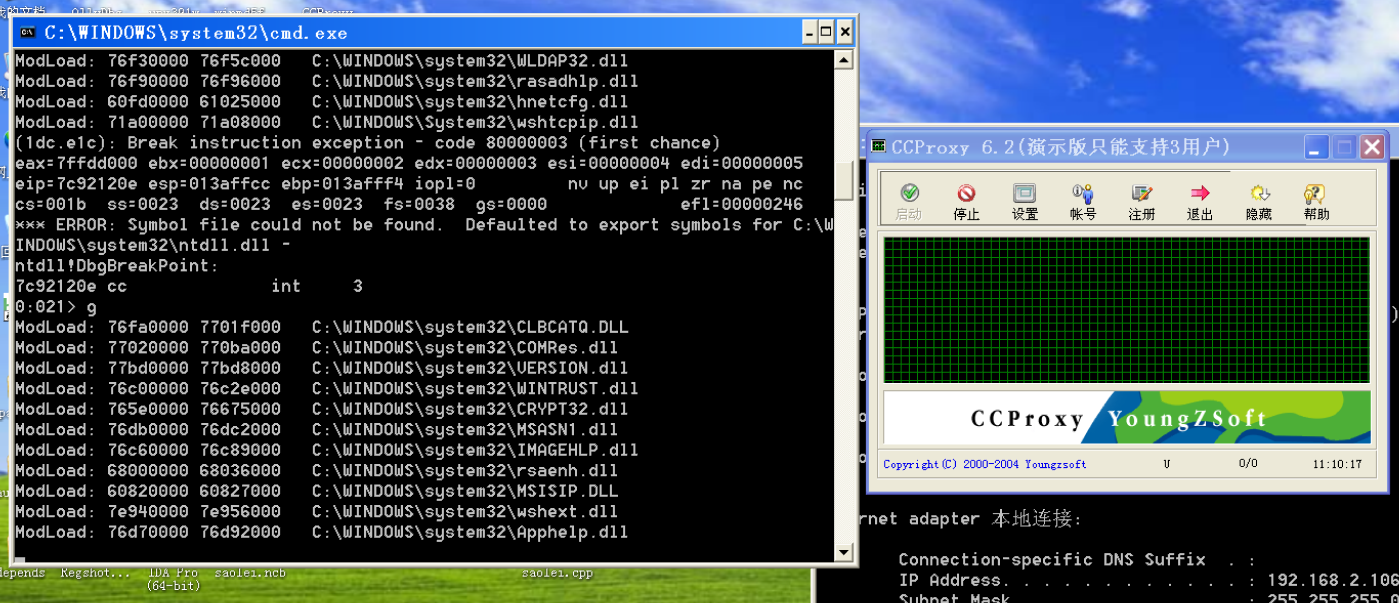 OllyDbg
CCProxy
C:\WINDOWS\system32\cmd.exe
ModLoad: 76f30000 76f5c000   C:\WINDOWS\system32\WLDAP32.dll
ModLoad: 76f90000 76f96000   C:\WINDOWS\system32\rasadhlp.dll
ModLoad: 60fd0000 61025000   C:\WINDOWS\system32\hnetcfg.dll
ModLoad: 71a00000 71a08000   C:\WINDOWS\System32\wshtcpip.dll
(1dc.e1c): Break instruction exception - code 80000003 (first chance)
eax=7ffdd000 ebx=00000001 ecx=00000002 edx=00000003 esi=00000004 edi=00000005
eip=7c92120e esp=013affcc ebp=013afff4 iopl=0         nv up ei pl zr na pe nc
cs=001b  ss=0023  ds=0023  es=0023  fs=0038  gs=0000             efl=00000246
*** ERROR: Symbol file could not be found.  Defaulted to export symbols for C:\W
INDOWS\system32\ntdll.dll -
ntdll!DbgBreakPoint:
7c92120e cc              int     3
0:021> g
ModLoad: 76fa0000 7701f000   C:\WINDOWS\system32\CLBCATQ.DLL
ModLoad: 77020000 770ba000   C:\WINDOWS\system32\COMRes.dll
ModLoad: 77bd0000 77bd8000   C:\WINDOWS\system32\VERSION.dll
ModLoad: 76c00000 76c2e000   C:\WINDOWS\system32\WINTRUST.dll
ModLoad: 765e0000 76675000   C:\WINDOWS\system32\CRYPT32.dll
ModLoad: 76db0000 76dc2000   C:\WINDOWS\system32\MSASN1.dll
ModLoad: 76c60000 76c89000   C:\WINDOWS\system32\IMAGEHLP.dll
ModLoad: 68000000 68036000   C:\WINDOWS\system32\rsaenh.dll
ModLoad: 60820000 60827000   C:\WINDOWS\system32\MSISIP.DLL
ModLoad: 7e940000 7e956000   C:\WINDOWS\system32\wshext.dll
ModLoad: 76d70000 76d92000   C:\WINDOWS\system32\Apphelp.dll
depends Regshot... IDA Pro saolei.ncb saolei.cpp
(64-bit)
CCProxy 6.2(演示版只能支持3用户)
启动 停止 设置 帐号 注册 退出 隐藏 帮助
CCProxy YoungZSoft
Copyright(C) 2000-2004 Youngzsoft U 0/0 11:10:17
rnet adapter 本地连接:
Connection-specific DNS Suffix  . :
IP Address. . . . . . . . . . . . : 192.168.2.106
Subnet Mask : 255.255.255.0